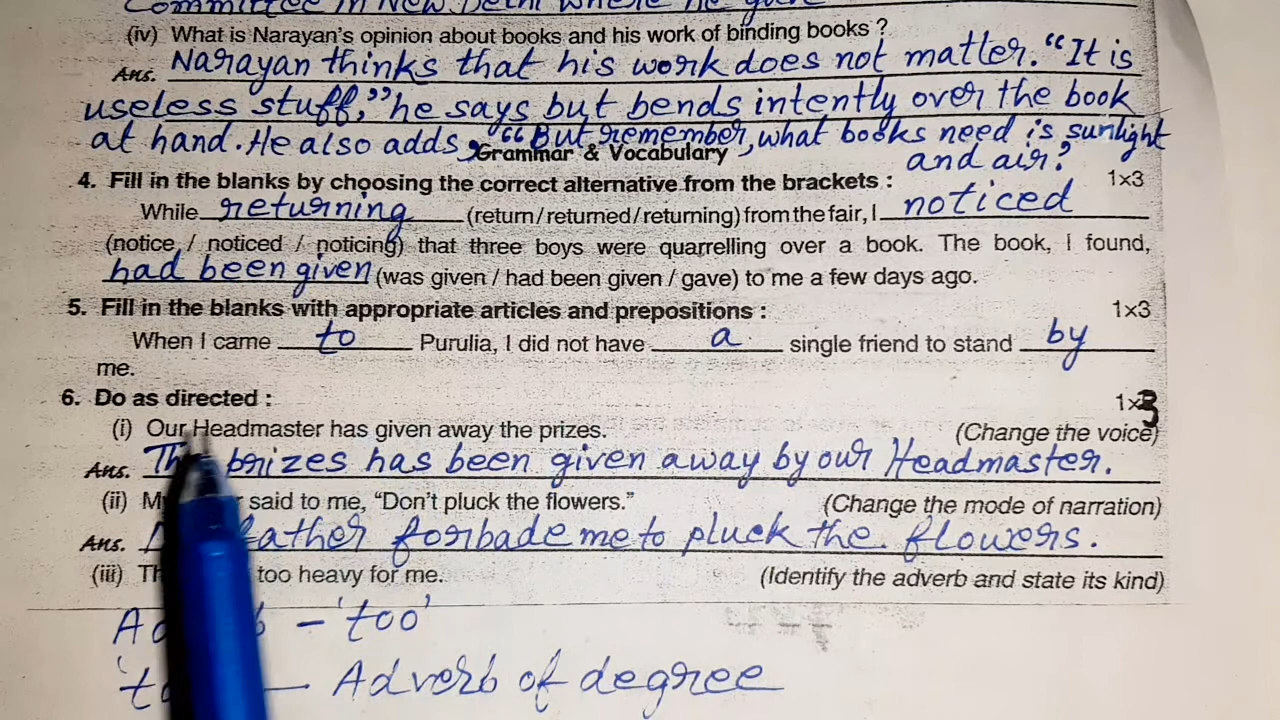 Committee in New Delhi where he gave
(iv) What is Narayan's opinion about books and his work of binding books ?
Ans. Narayan thinks that his work does not matter. "It is
useless stuff," he says but bends intently over the book
at hand. He also adds, "But remember, what books need is sunlight
and air?
Grammar & Vocabulary
4. Fill in the blanks by choosing the correct alternative from the brackets : 1×3
While returning (return/returned/returning) from the fair, I noticed
(notice / noticed / noticing) that three boys were quarrelling over a book. The book, I found,
had been given (was given / had been given / gave) to me a few days ago.
5. Fill in the blanks with appropriate articles and prepositions : 1×3
When I came to Purulia, I did not have a single friend to stand by
me.
6. Do as directed : 1×3
(i) Our Headmaster has given away the prizes. (Change the voice)
Ans. The prizes has been given away by our Headmaster.
(ii) My said to me, "Don't pluck the flowers." (Change the mode of narration)
Ans. father forbade me to pluck the flowers.
(iii) too heavy for me. (Identify the adverb and state its kind)
– 'too'
— Adverb of degree